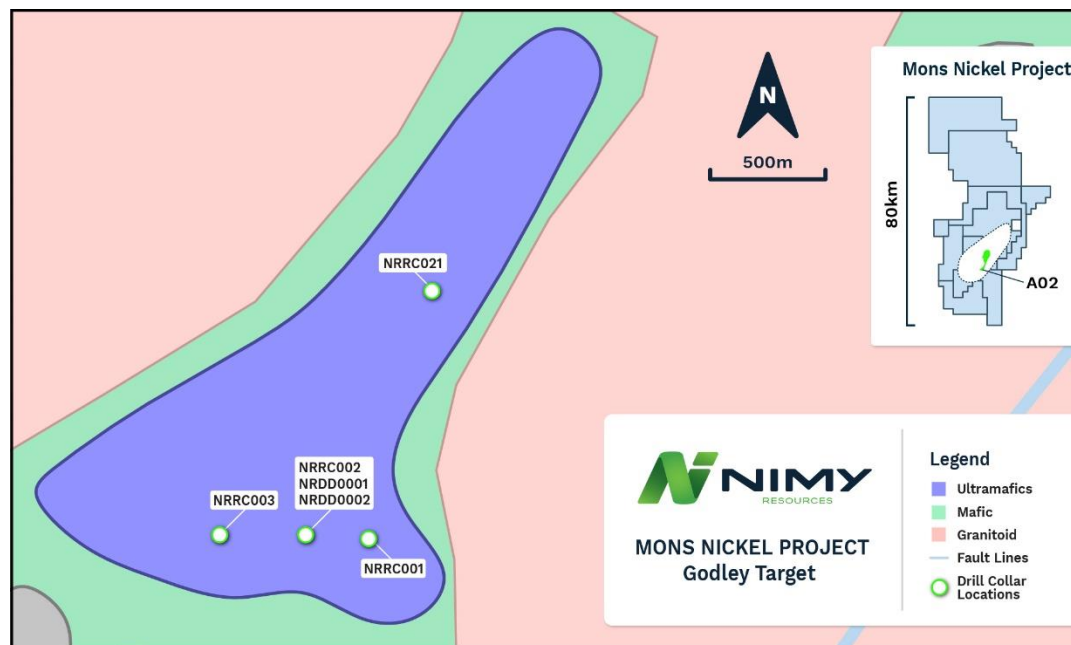 N
500m
Mons Nickel Project
80km
A02
NRRC021
NRRC002
NRDD0001
NRDD0002
NRRC003
NRRC001
NIMY
RESOURCES
MONS NICKEL PROJECT
Godley Target
Legend
Ultramafics
Mafic
Granitoid
Fault Lines
Drill Collar
Locations